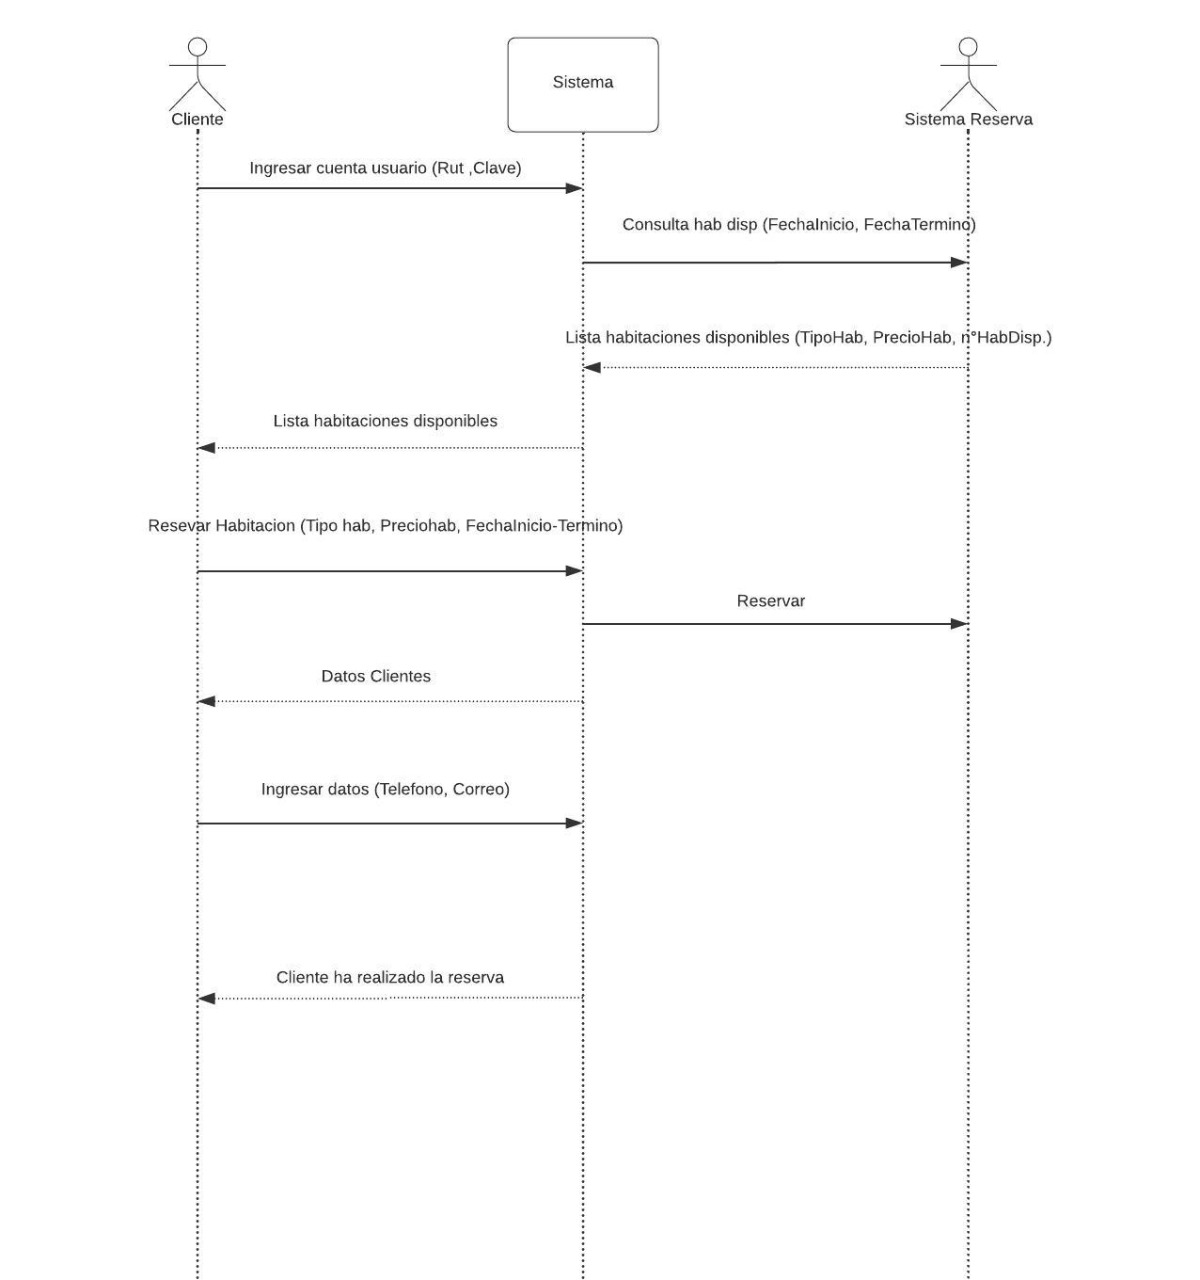 Cliente
Sistema
Sistema Reserva
Ingresar cuenta usuario (Rut ,Clave)
Consulta hab disp (FechaInicio, FechaTermino)
Lista habitaciones disponibles (TipoHab, PrecioHab, n°HabDisp.)
Lista habitaciones disponibles
Resevar Habitacion (Tipo hab, Preciohab, FechaInicio-Termino)
Reservar
Datos Clientes
Ingresar datos (Telefono, Correo)
Cliente ha realizado la reserva